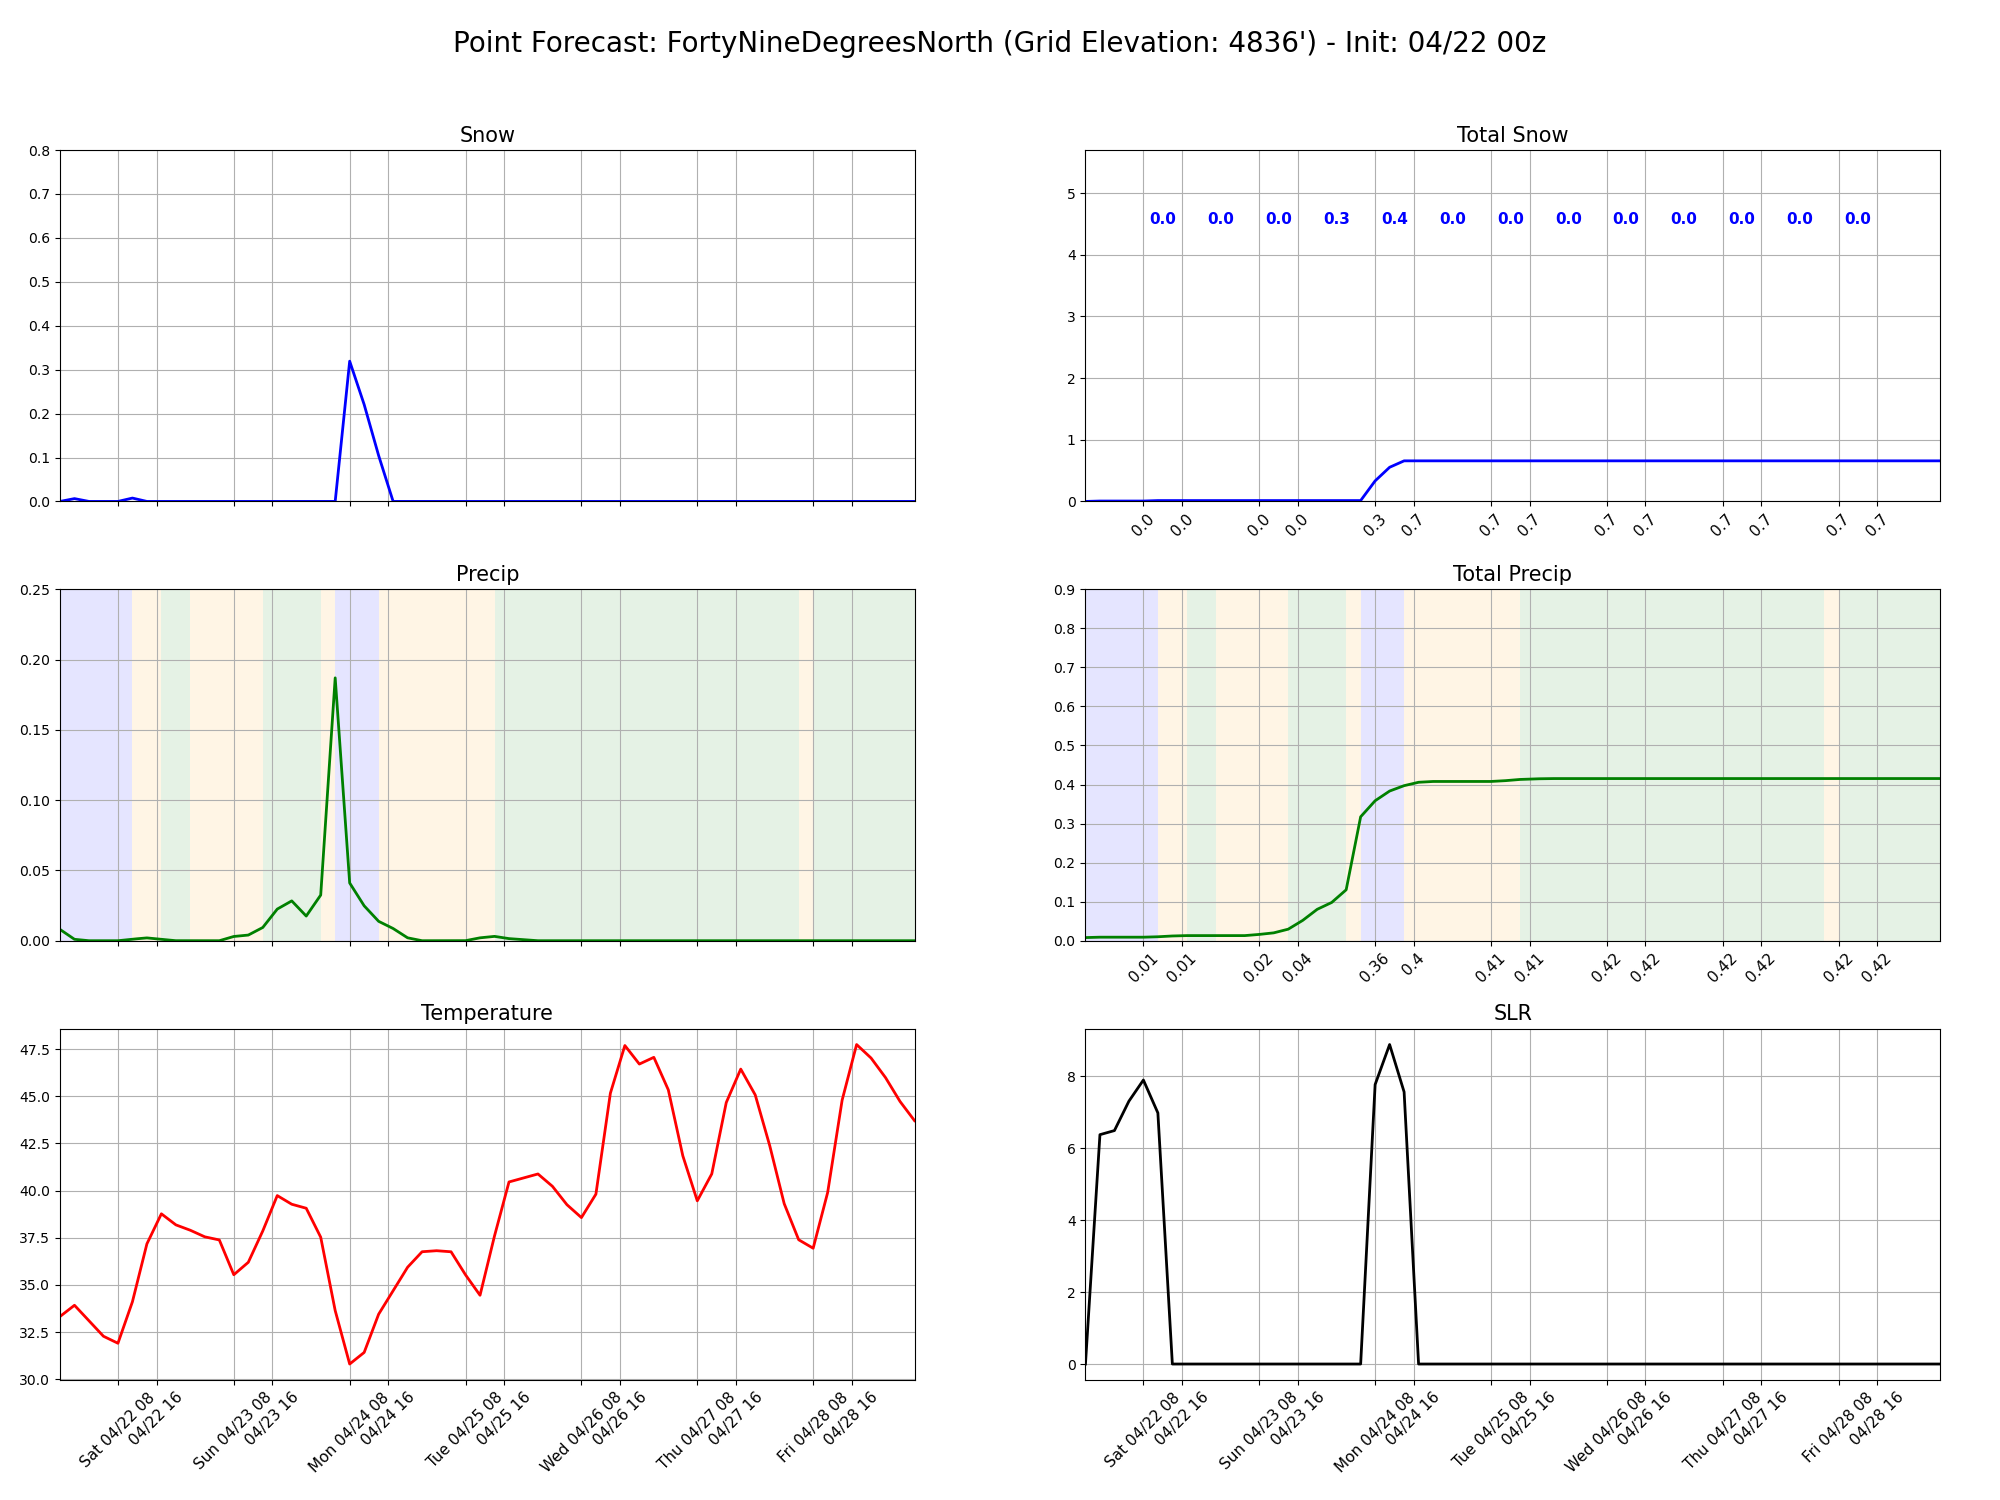 Point Forecast: FortyNineDegreesNorth (Grid Elevation: 4836') - Init: 04/22 00z
Snow
0.8
0.7
0.6
0.5
0.4
0.3
0.2
0.1
0.0
Total Snow
5
4
3
2
1
0
0.0 0.0 0.0 0.3 0.4 0.0 0.0 0.0 0.0 0.0 0.0 0.0 0.0
0.0 0.0 0.0 0.0 0.3 0.7 0.7 0.7 0.7 0.7 0.7 0.7 0.7 0.7
Precip
0.25
0.20
0.15
0.10
0.05
0.00
Total Precip
0.9
0.8
0.7
0.6
0.5
0.4
0.3
0.2
0.1
0.0
0.01 0.01 0.02 0.04 0.36 0.4 0.41 0.41 0.42 0.42 0.42 0.42 0.42 0.42
Temperature
47.5
45.0
42.5
40.0
37.5
35.0
32.5
30.0
Sat 04/22 08
04/22 16
Sun 04/23 08
04/23 16
Mon 04/24 08
04/24 16
Tue 04/25 08
04/25 16
Wed 04/26 08
04/26 16
Thu 04/27 08
04/27 16
Fri 04/28 08
04/28 16
SLR
8
6
4
2
0
Sat 04/22 08
04/22 16
Sun 04/23 08
04/23 16
Mon 04/24 08
04/24 16
Tue 04/25 08
04/25 16
Wed 04/26 08
04/26 16
Thu 04/27 08
04/27 16
Fri 04/28 08
04/28 16